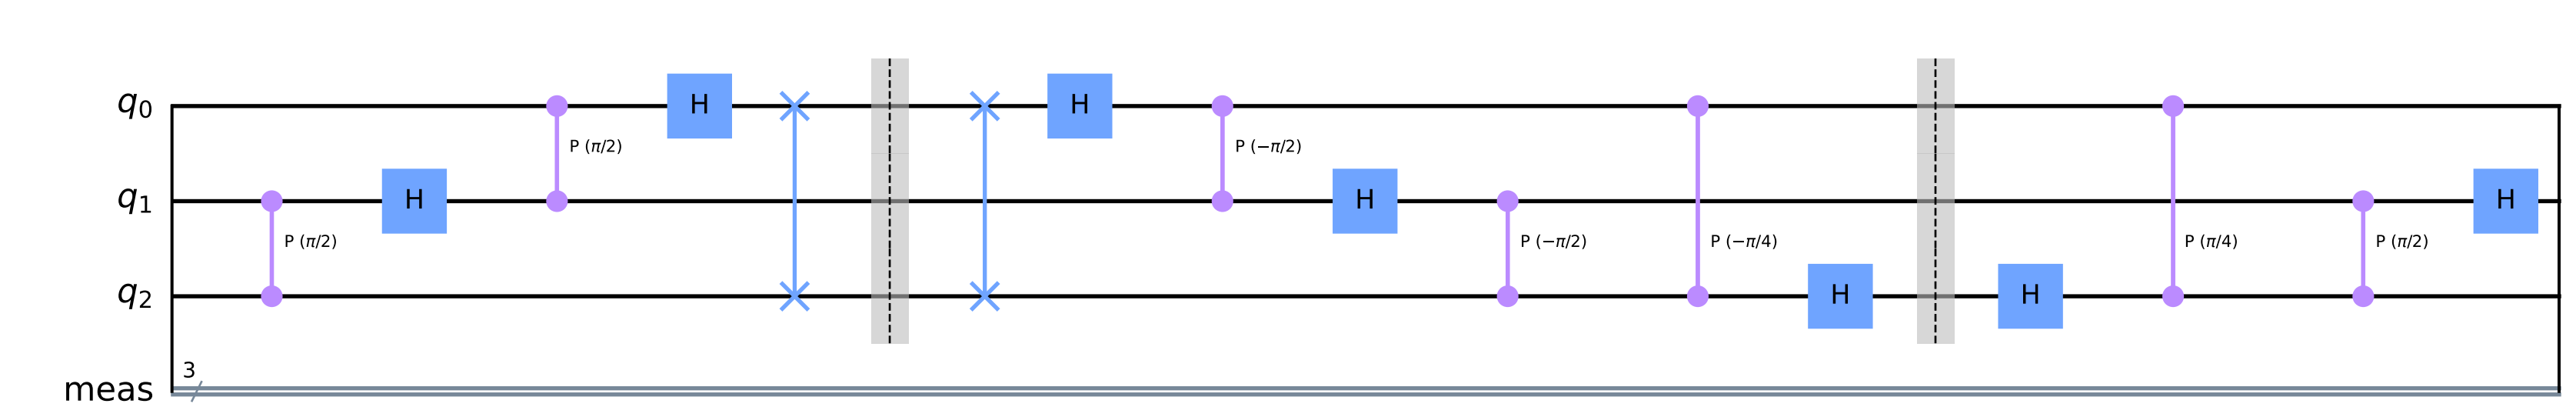 q0 H H
P (π/2) P (−π/2)
q1 H H H
P (π/2) P (−π/2) P (−π/4) P (π/4) P (π/2)
q2 H H
3
meas